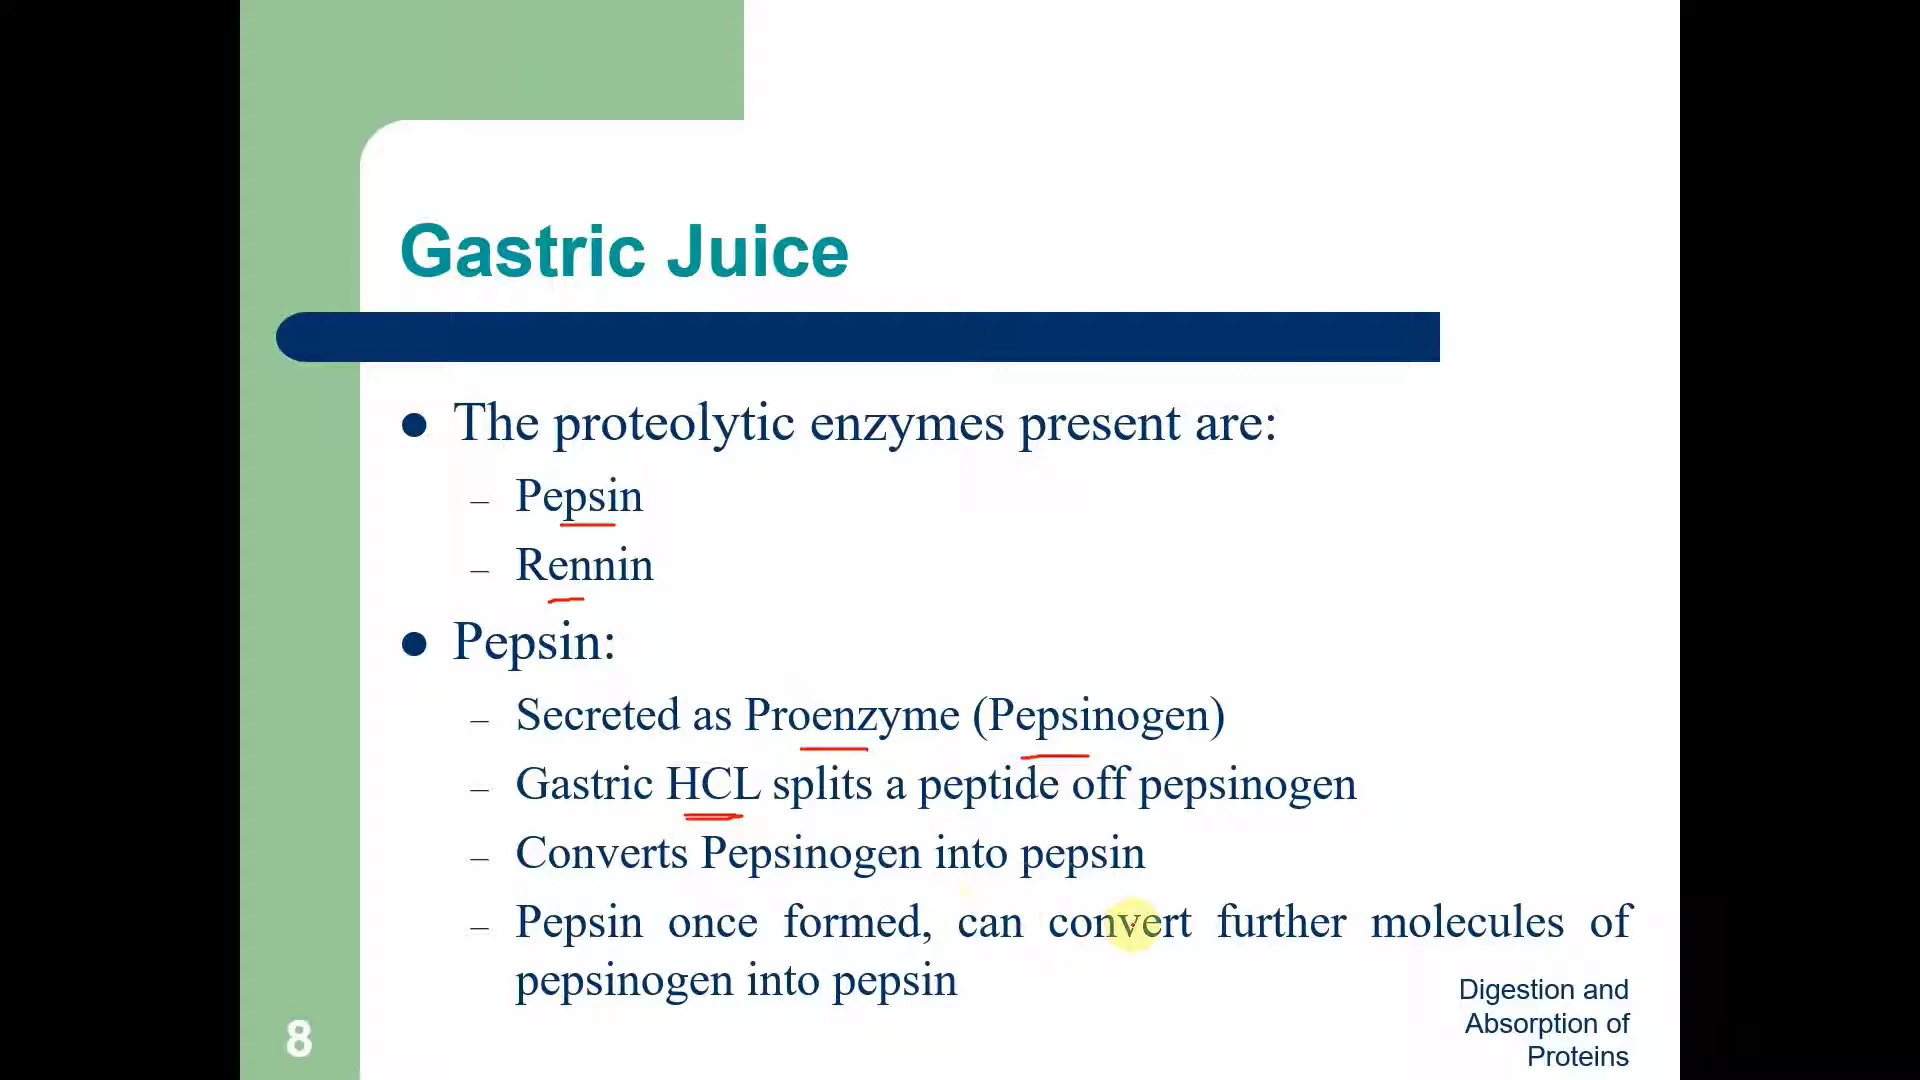 Gastric Juice
● The proteolytic enzymes present are:
– Pepsin
– Rennin
● Pepsin:
– Secreted as Proenzyme (Pepsinogen)
– Gastric HCL splits a peptide off pepsinogen
– Converts Pepsinogen into pepsin
– Pepsin once formed, can convert further molecules of
pepsinogen into pepsin
Digestion and
Absorption of
Proteins
8